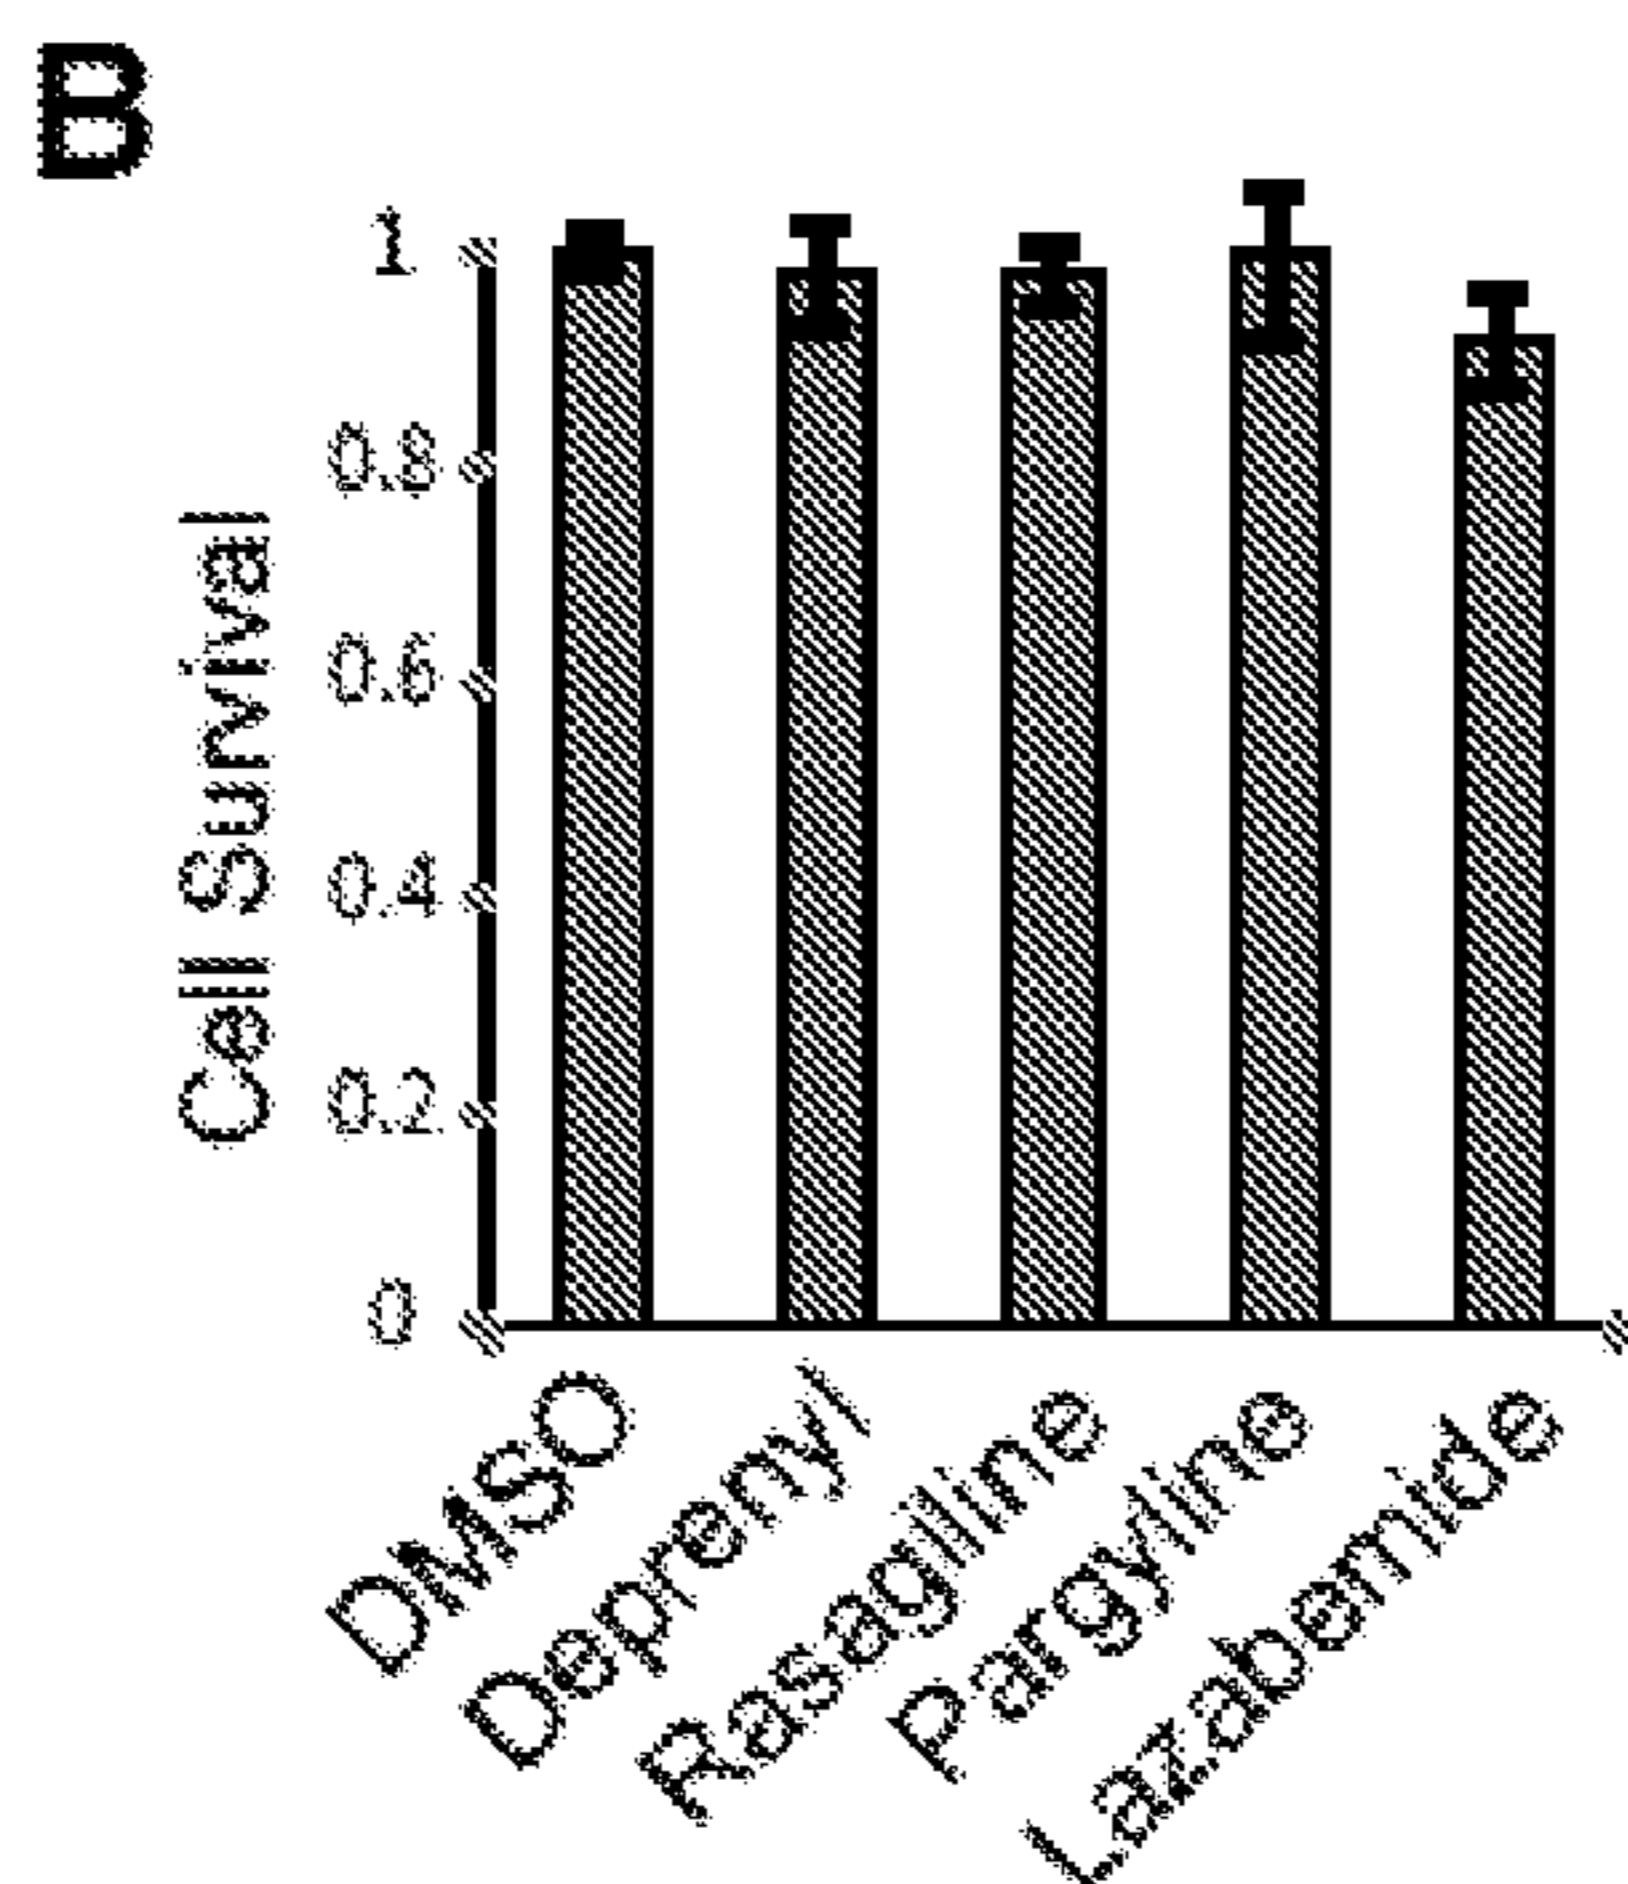 B
Cell Survival
1
0.8
0.6
0.4
0.2
0
DMSO
Deprenyl
Rasagiline
Pargyline
Lazabemide